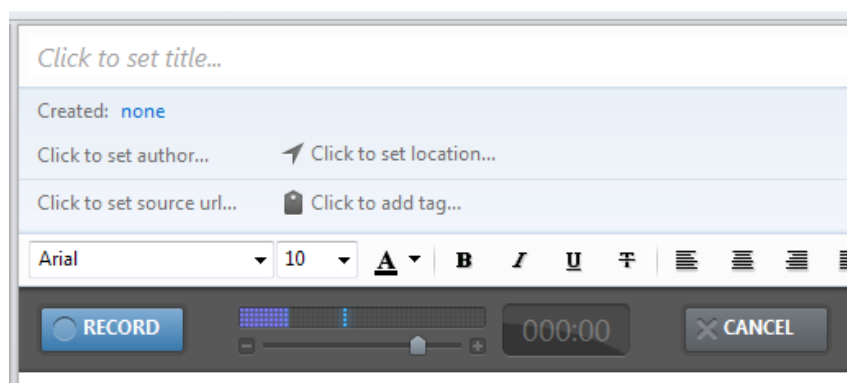 Click to set title...
Created: none
Click to set author... Click to set location...
Click to set source url... Click to add tag...
Arial 10 A B I U T
RECORD 000:00 CANCEL